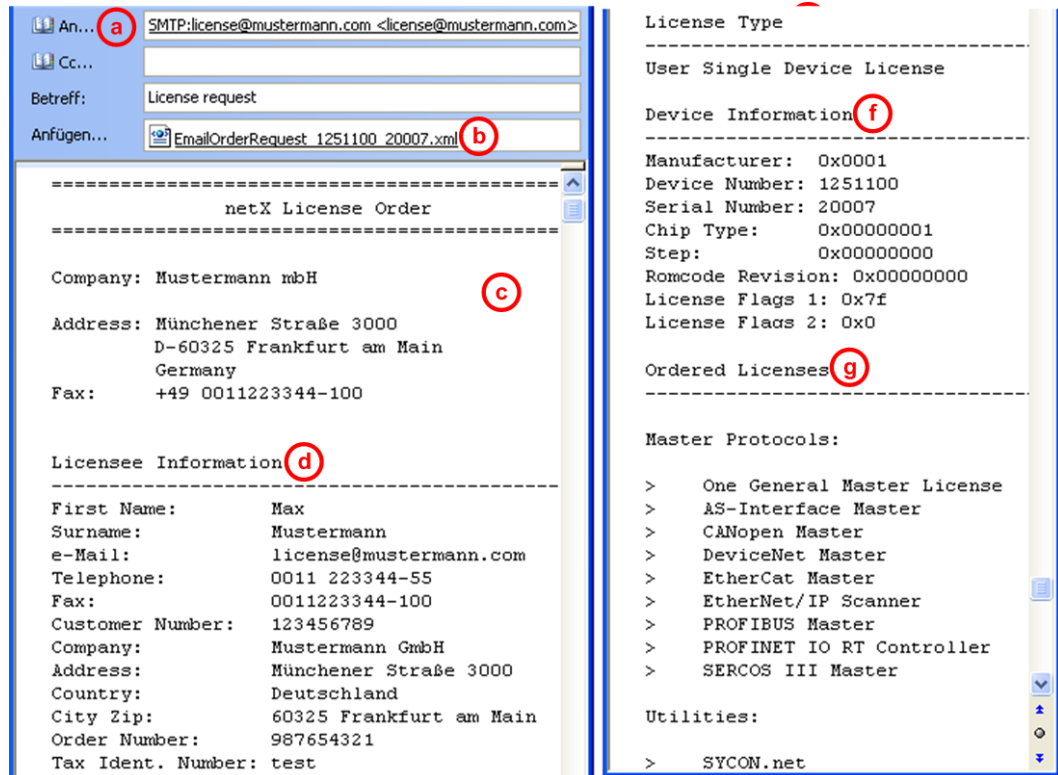 An... a SMTP:license@mustermann.com <license@mustermann.com>
Cc...
Betreff: License request
Anfügen... EmailOrderRequest_1251100_20007.xml b
============================================
netX License Order
============================================
Company: Mustermann mbH
c
Address: Münchener Straße 3000
D-60325 Frankfurt am Main
Germany
Fax: +49 0011223344-100
Licensee Information d
--------------------------------------------
First Name: Max
Surname: Mustermann
e-Mail: license@mustermann.com
Telephone: 0011 223344-55
Fax: 0011223344-100
Customer Number: 123456789
Company: Mustermann GmbH
Address: Münchener Straße 3000
Country: Deutschland
City Zip: 60325 Frankfurt am Main
Order Number: 987654321
Tax Ident. Number: test
License Type
---------------------------------
User Single Device License
Device Information f
---------------------------------
Manufacturer: 0x0001
Device Number: 1251100
Serial Number: 20007
Chip Type: 0x00000001
Step: 0x00000000
Romcode Revision: 0x00000000
License Flags 1: 0x7f
License Flags 2: 0x0
Ordered Licenses g
---------------------------------
Master Protocols:
> One General Master License
> AS-Interface Master
> CANopen Master
> DeviceNet Master
> EtherCat Master
> EtherNet/IP Scanner
> PROFIBUS Master
> PROFINET IO RT Controller
> SERCOS III Master
Utilities:
> SYCON.net